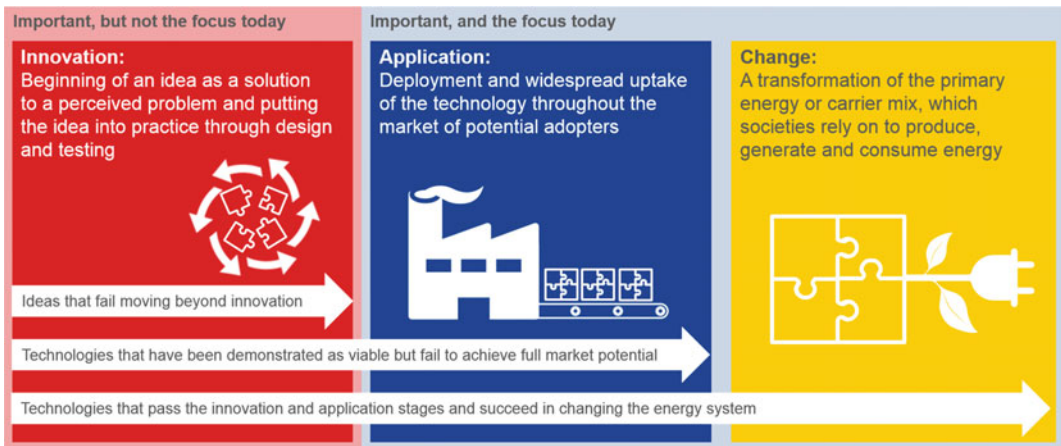 Important, but not the focus today
Important, and the focus today
Innovation:
Beginning of an idea as a solution
to a perceived problem and putting
the idea into practice through design
and testing
Application:
Deployment and widespread uptake
of the technology throughout the
market of potential adopters
Change:
A transformation of the primary
energy or carrier mix, which
societies rely on to produce,
generate and consume energy
Ideas that fail moving beyond innovation
Technologies that have been demonstrated as viable but fail to achieve full market potential
Technologies that pass the innovation and application stages and succeed in changing the energy system